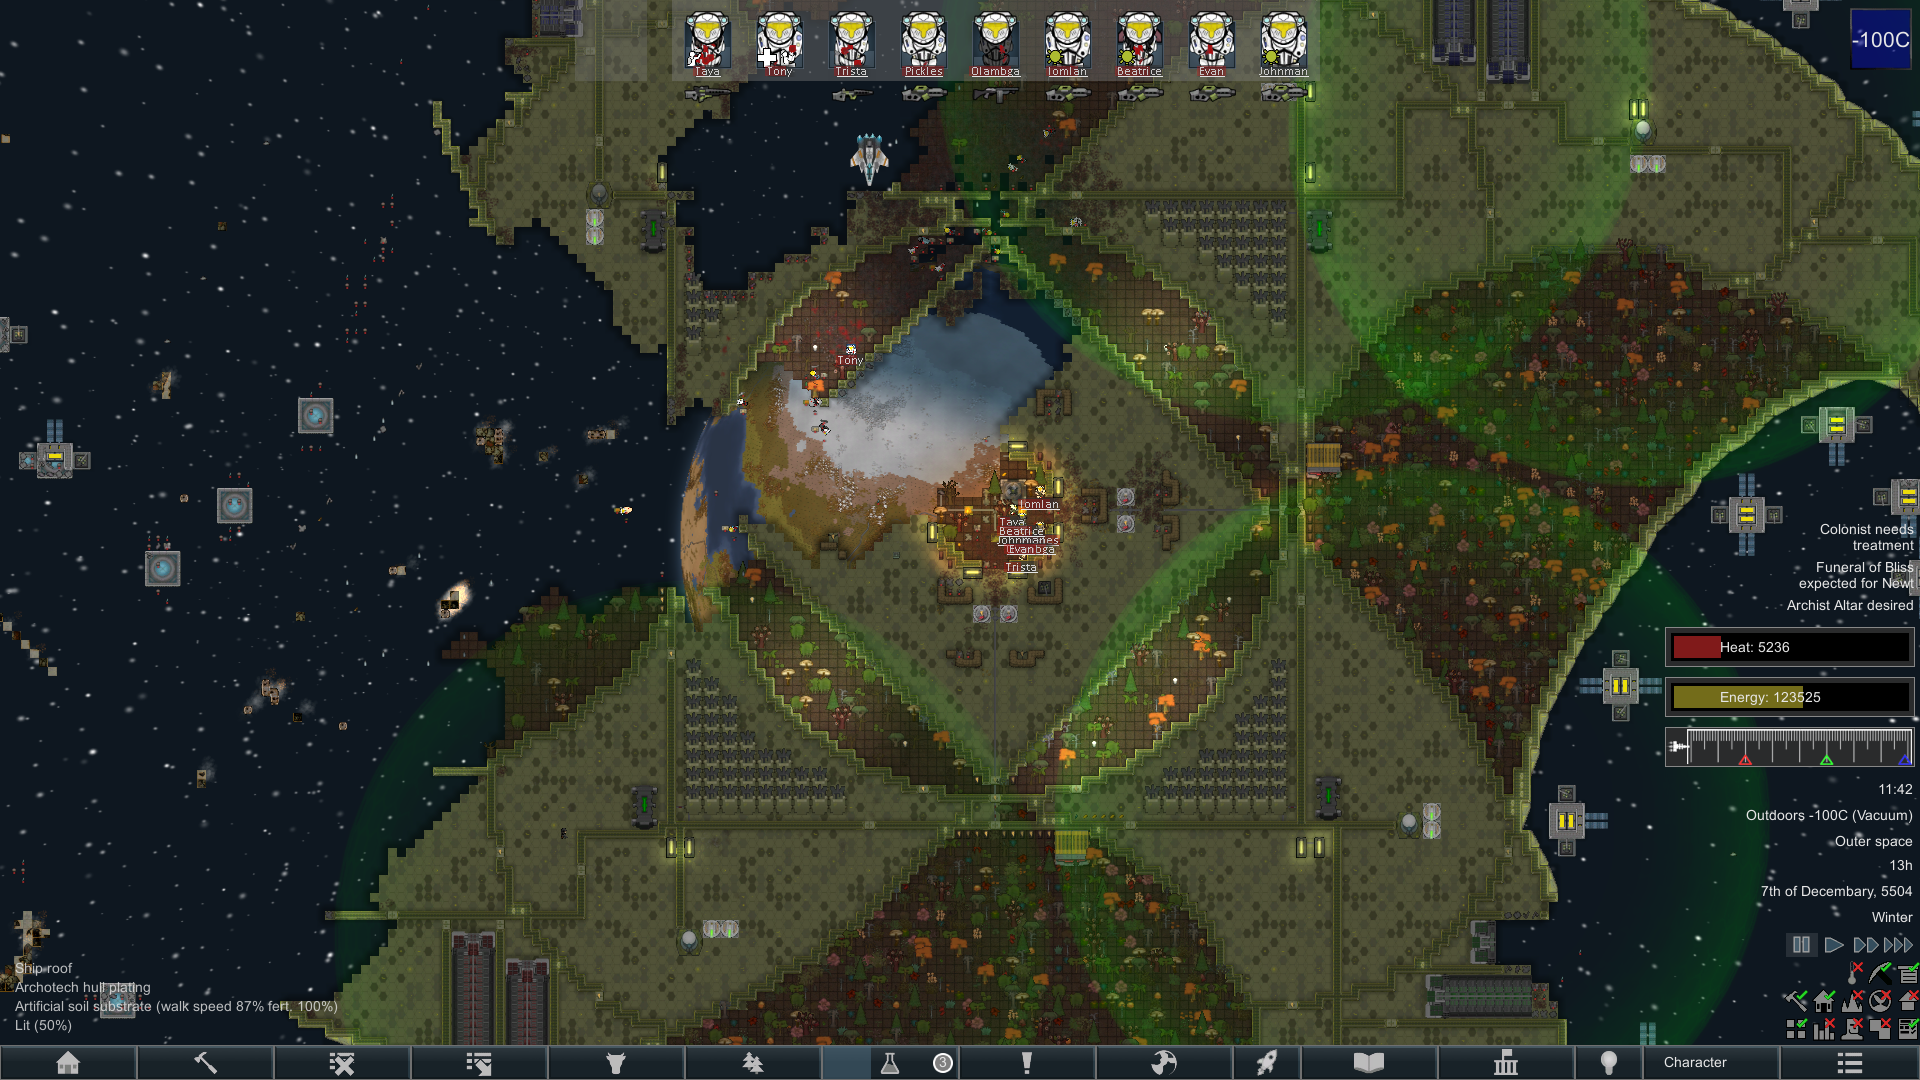 Taya
Tony
Trista
Pickles
Olambga
Iomlan
Beatrice
Evan
Johnman
-100C
Tony
Iomlan
Taya
Beatrice
Trista
Colonist needs
treatment
Funeral of Bliss
expected for Newt
Archist Altar desired
Heat: 5236
Energy: 123525
11:42
Outdoors -100C (Vacuum)
Outer space
13h
7th of Decembary, 5504
Winter
Ship roof
Archotech hull plating
Artificial soil substrate (walk speed 87% fert. 100%)
Lit (50%)
3
Character